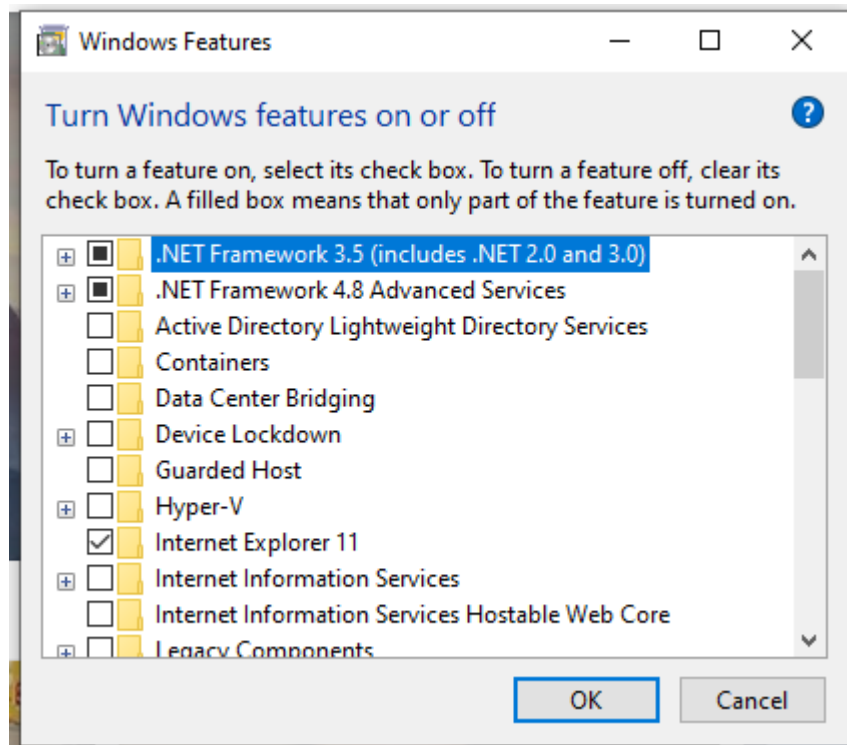 Windows Features
Turn Windows features on or off
To turn a feature on, select its check box. To turn a feature off, clear its
check box. A filled box means that only part of the feature is turned on.
.NET Framework 3.5 (includes .NET 2.0 and 3.0)
.NET Framework 4.8 Advanced Services
Active Directory Lightweight Directory Services
Containers
Data Center Bridging
Device Lockdown
Guarded Host
Hyper-V
Internet Explorer 11
Internet Information Services
Internet Information Services Hostable Web Core
Legacy Components
OK Cancel